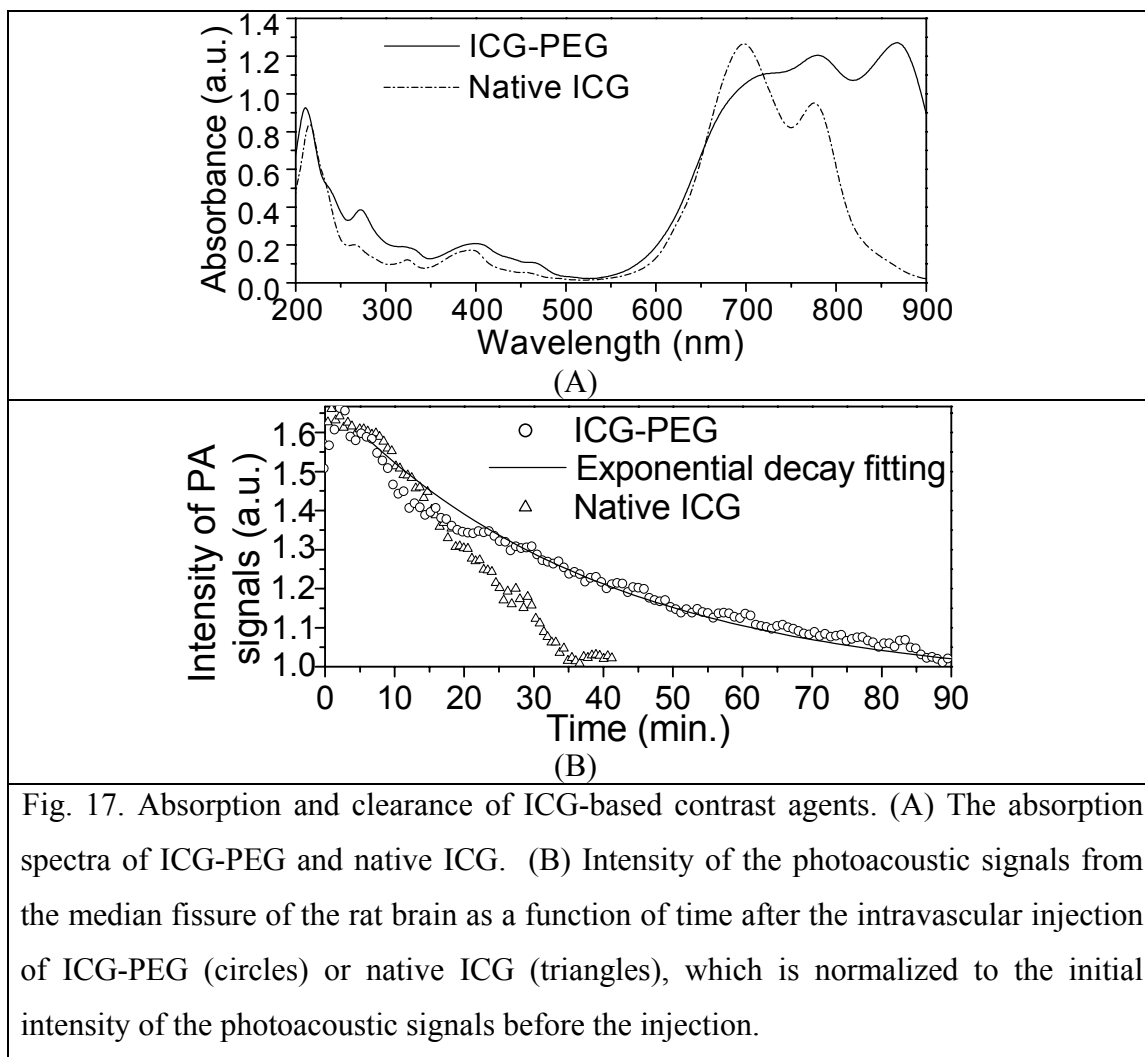 1.4
1.2
1.0
0.8
0.6
0.4
0.2
0.0
Absorbance (a.u.)
ICG-PEG
Native ICG
200 300 400 500 600 700 800 900
Wavelength (nm)
(A)
1.6
1.5
1.4
1.3
1.2
1.1
1.0
Intensity of PA
signals (a.u.)
ICG-PEG
Exponential decay fitting
Native ICG
0 10 20 30 40 50 60 70 80 90
Time (min.)
(B)
Fig. 17. Absorption and clearance of ICG-based contrast agents. (A) The absorption
spectra of ICG-PEG and native ICG. (B) Intensity of the photoacoustic signals from
the median fissure of the rat brain as a function of time after the intravascular injection
of ICG-PEG (circles) or native ICG (triangles), which is normalized to the initial
intensity of the photoacoustic signals before the injection.